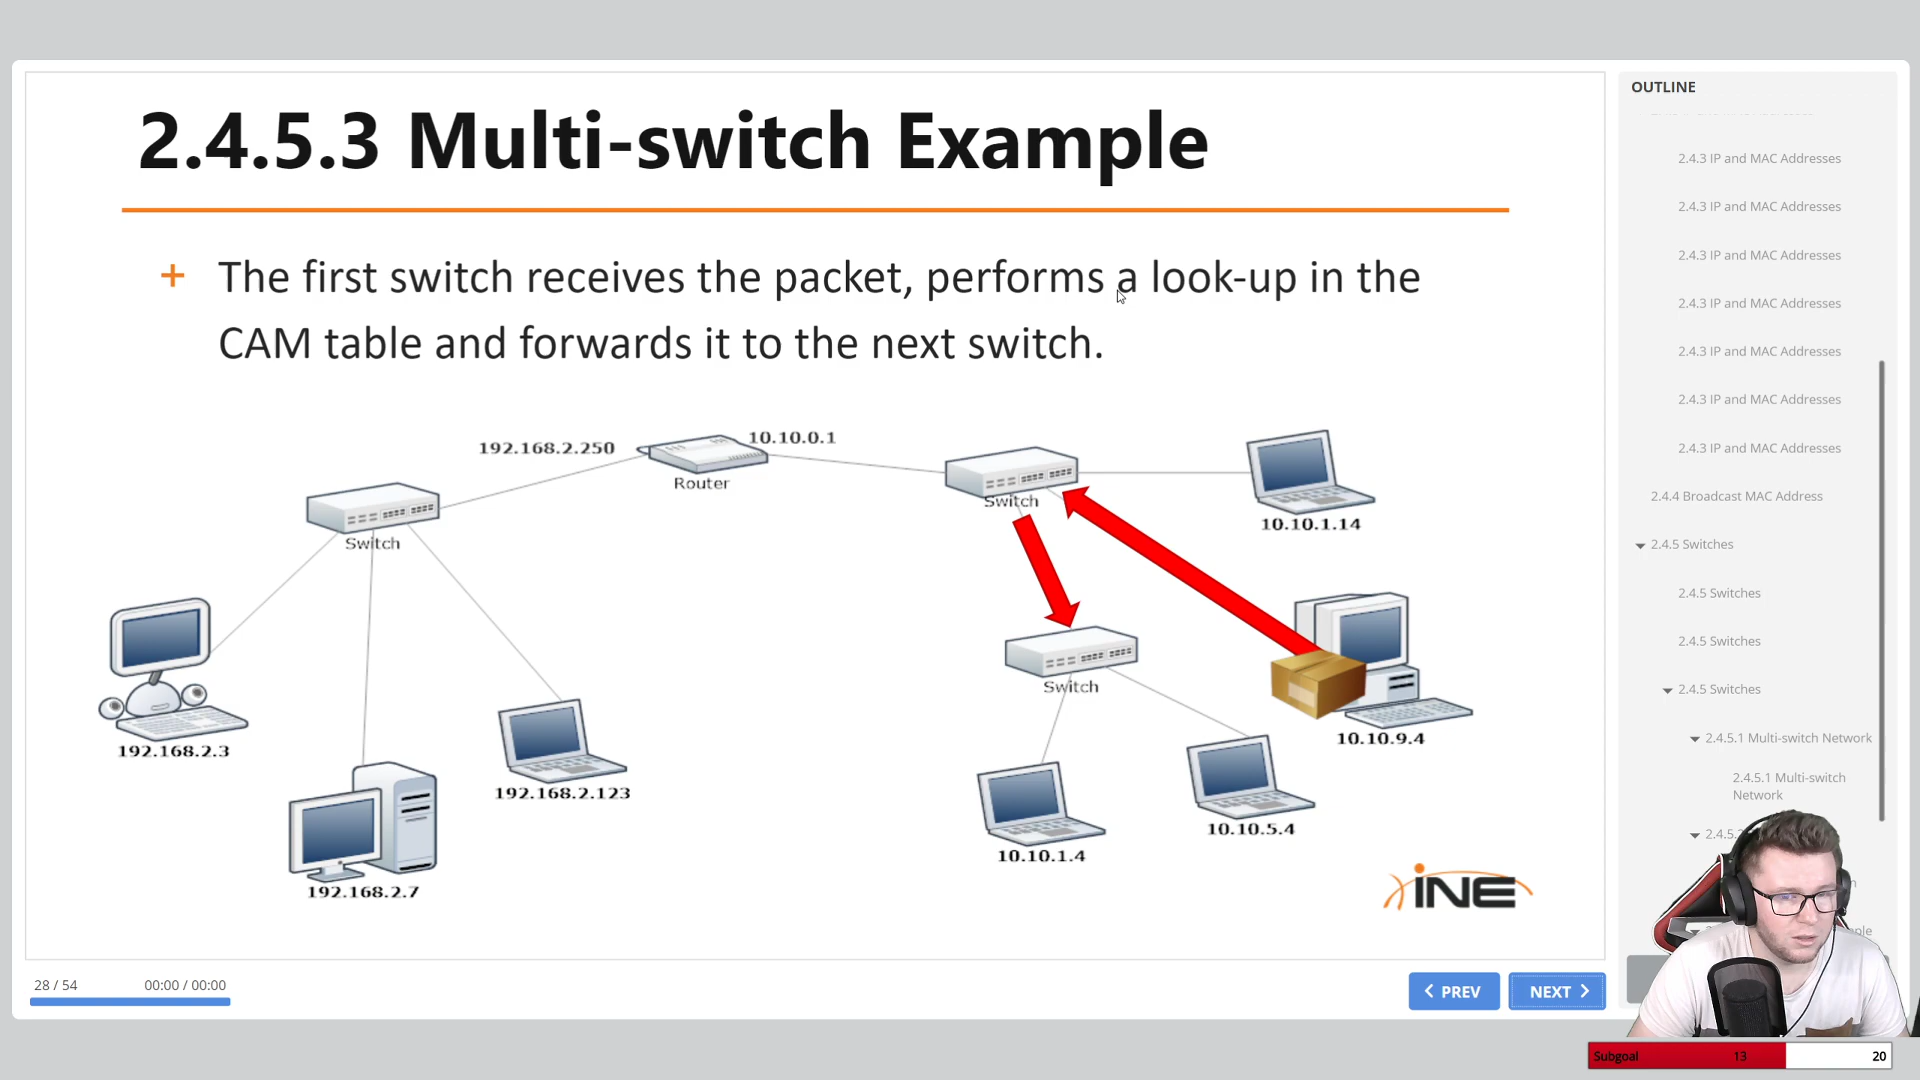 OUTLINE
2.4.5.3 Multi-switch Example
+ The first switch receives the packet, performs a look-up in the
CAM table and forwards it to the next switch.
192.168.2.250
10.10.0.1
Router
Switch
Switch
10.10.1.14
Switch
192.168.2.3
192.168.2.7
192.168.2.123
10.10.9.4
10.10.1.4
10.10.5.4
INE
28 / 54
00:00 / 00:00
PREV
NEXT
2.4.3 IP and MAC Addresses
2.4.3 IP and MAC Addresses
2.4.3 IP and MAC Addresses
2.4.3 IP and MAC Addresses
2.4.3 IP and MAC Addresses
2.4.3 IP and MAC Addresses
2.4.3 IP and MAC Addresses
2.4.4 Broadcast MAC Address
2.4.5 Switches
2.4.5 Switches
2.4.5 Switches
2.4.5 Switches
2.4.5.1 Multi-switch Network
2.4.5.1 Multi-switch
Network
Subgoal 13 20